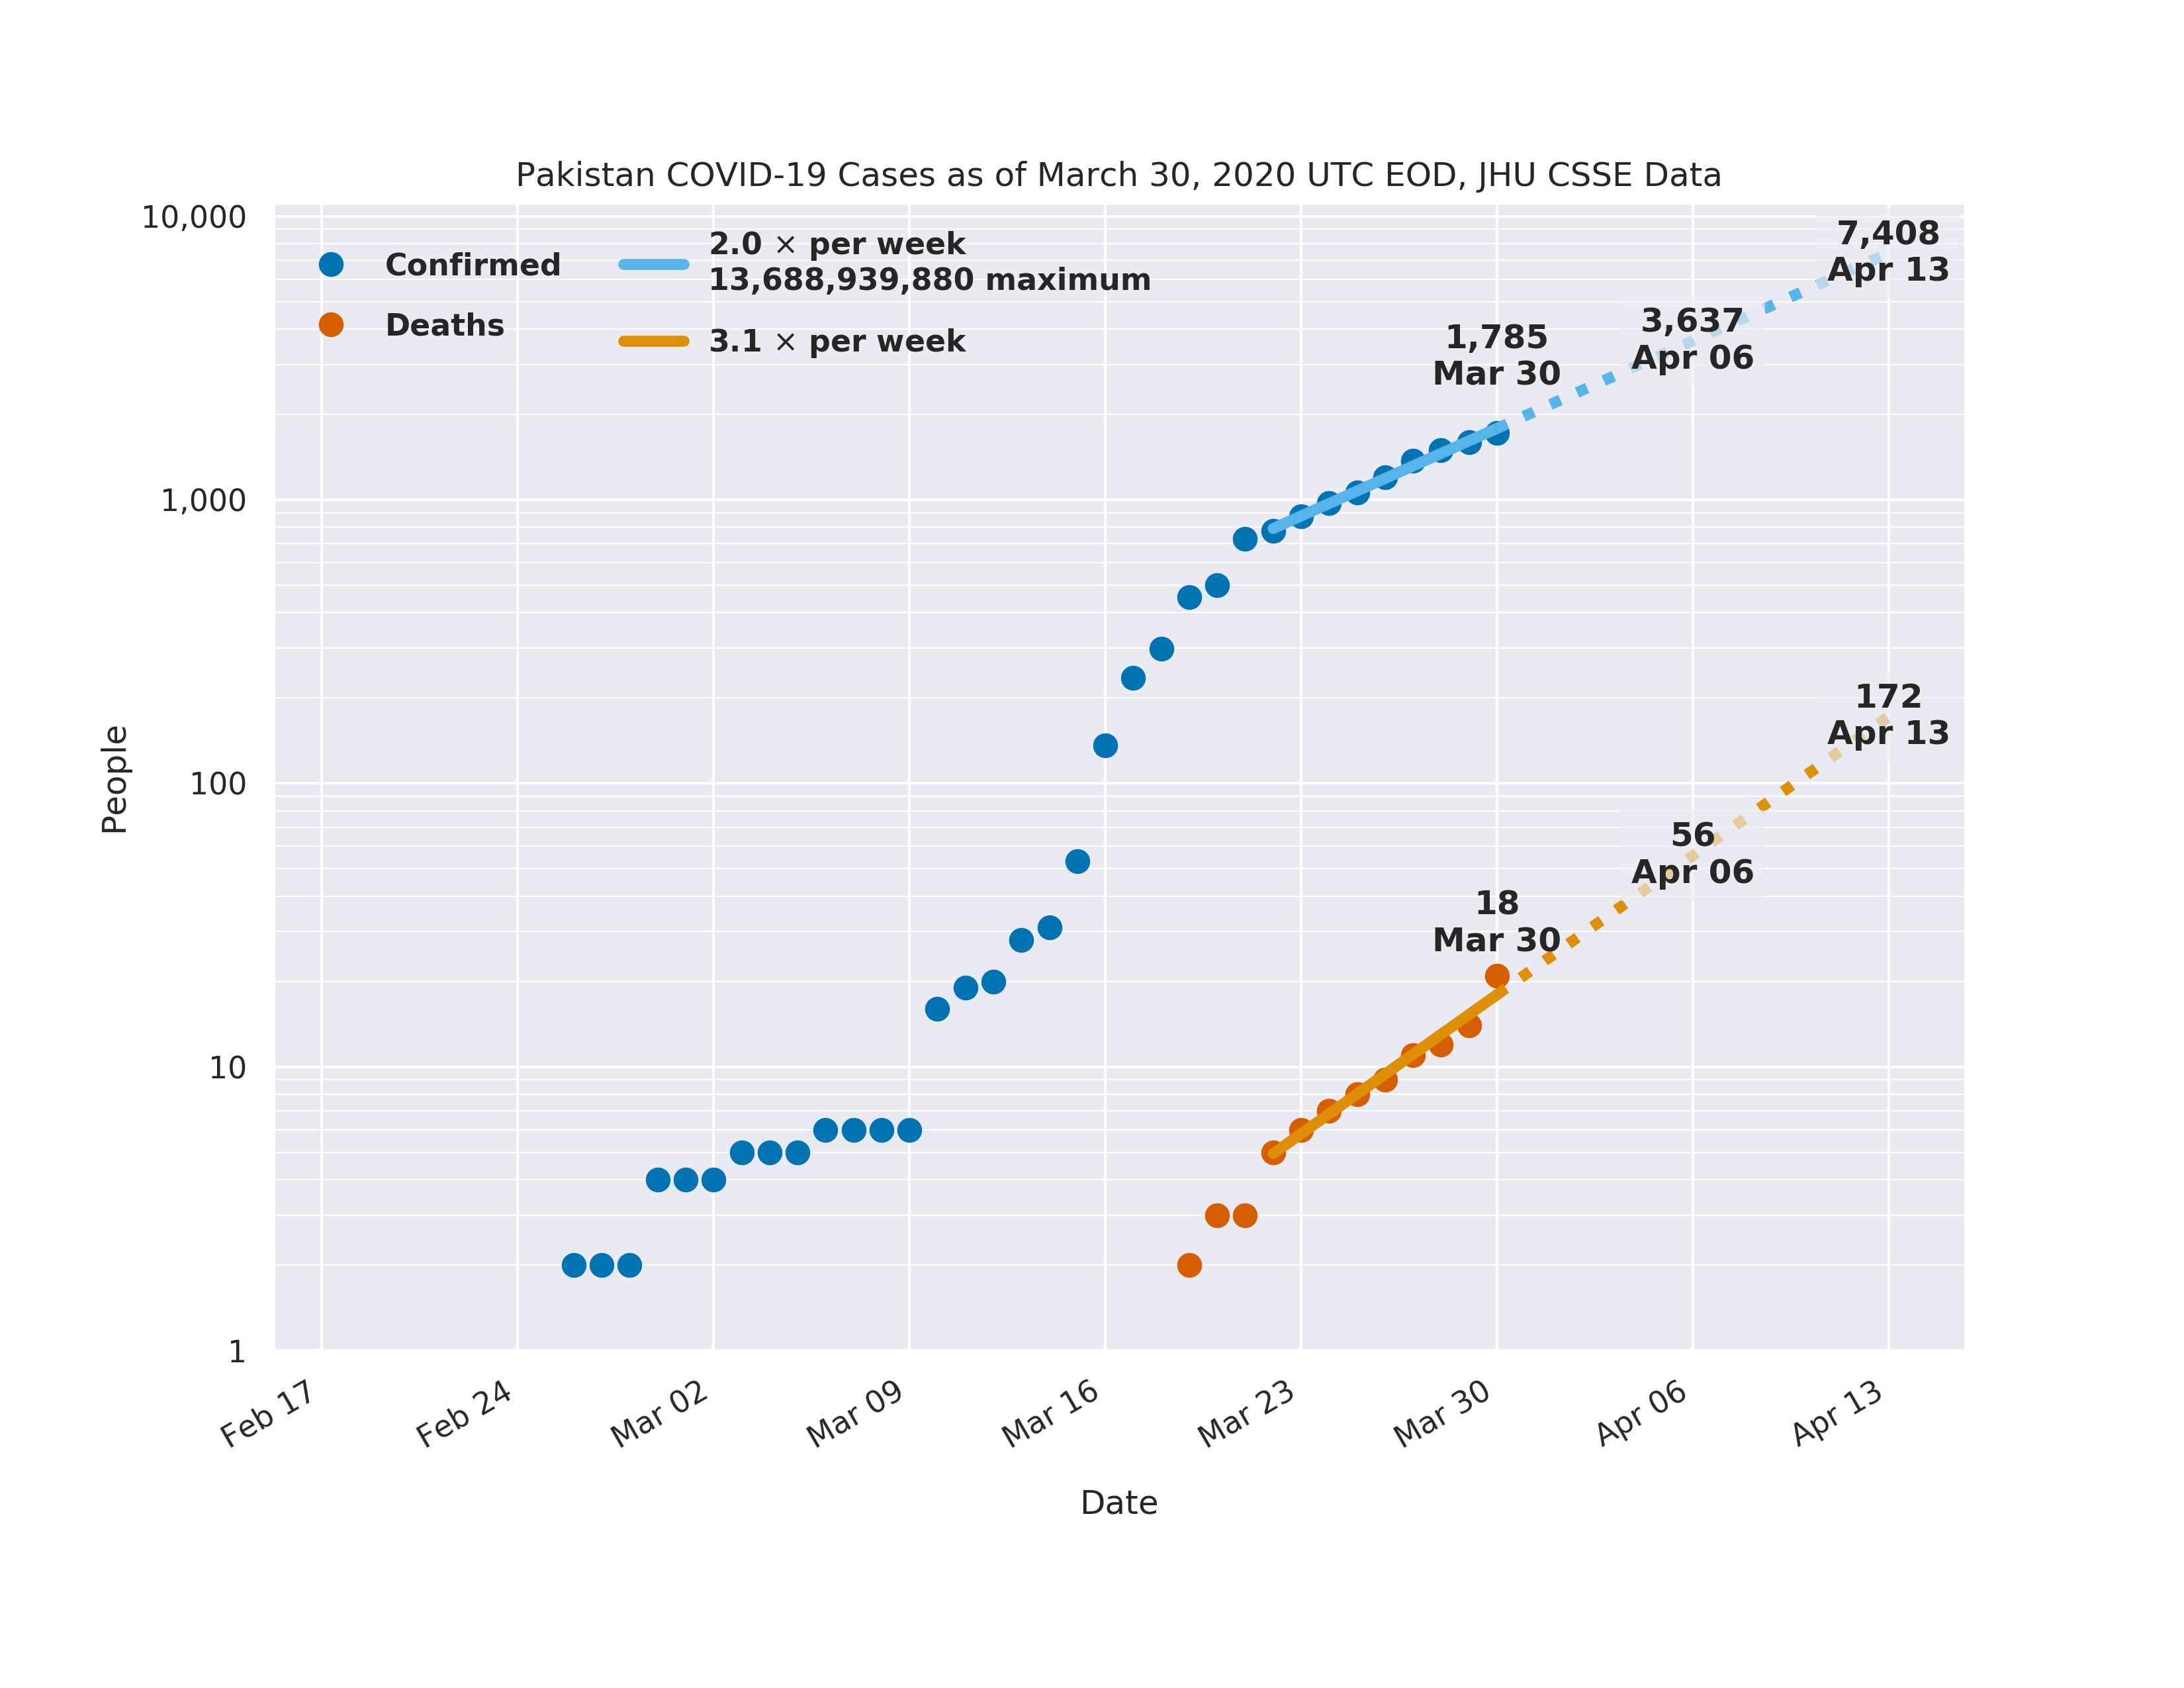 Pakistan COVID-19 Cases as of March 30, 2020 UTC EOD, JHU CSSE Data
Confirmed
Deaths
2.0 × per week
13,688,939,880 maximum
3.1 × per week
7,408
Apr 13
3,637
Apr 06
1,785
Mar 30
172
Apr 13
56
Apr 06
18
Mar 30
People
10,000
1,000
100
10
1
Feb 17
Feb 24
Mar 02
Mar 09
Mar 16
Mar 23
Mar 30
Apr 06
Apr 13
Date